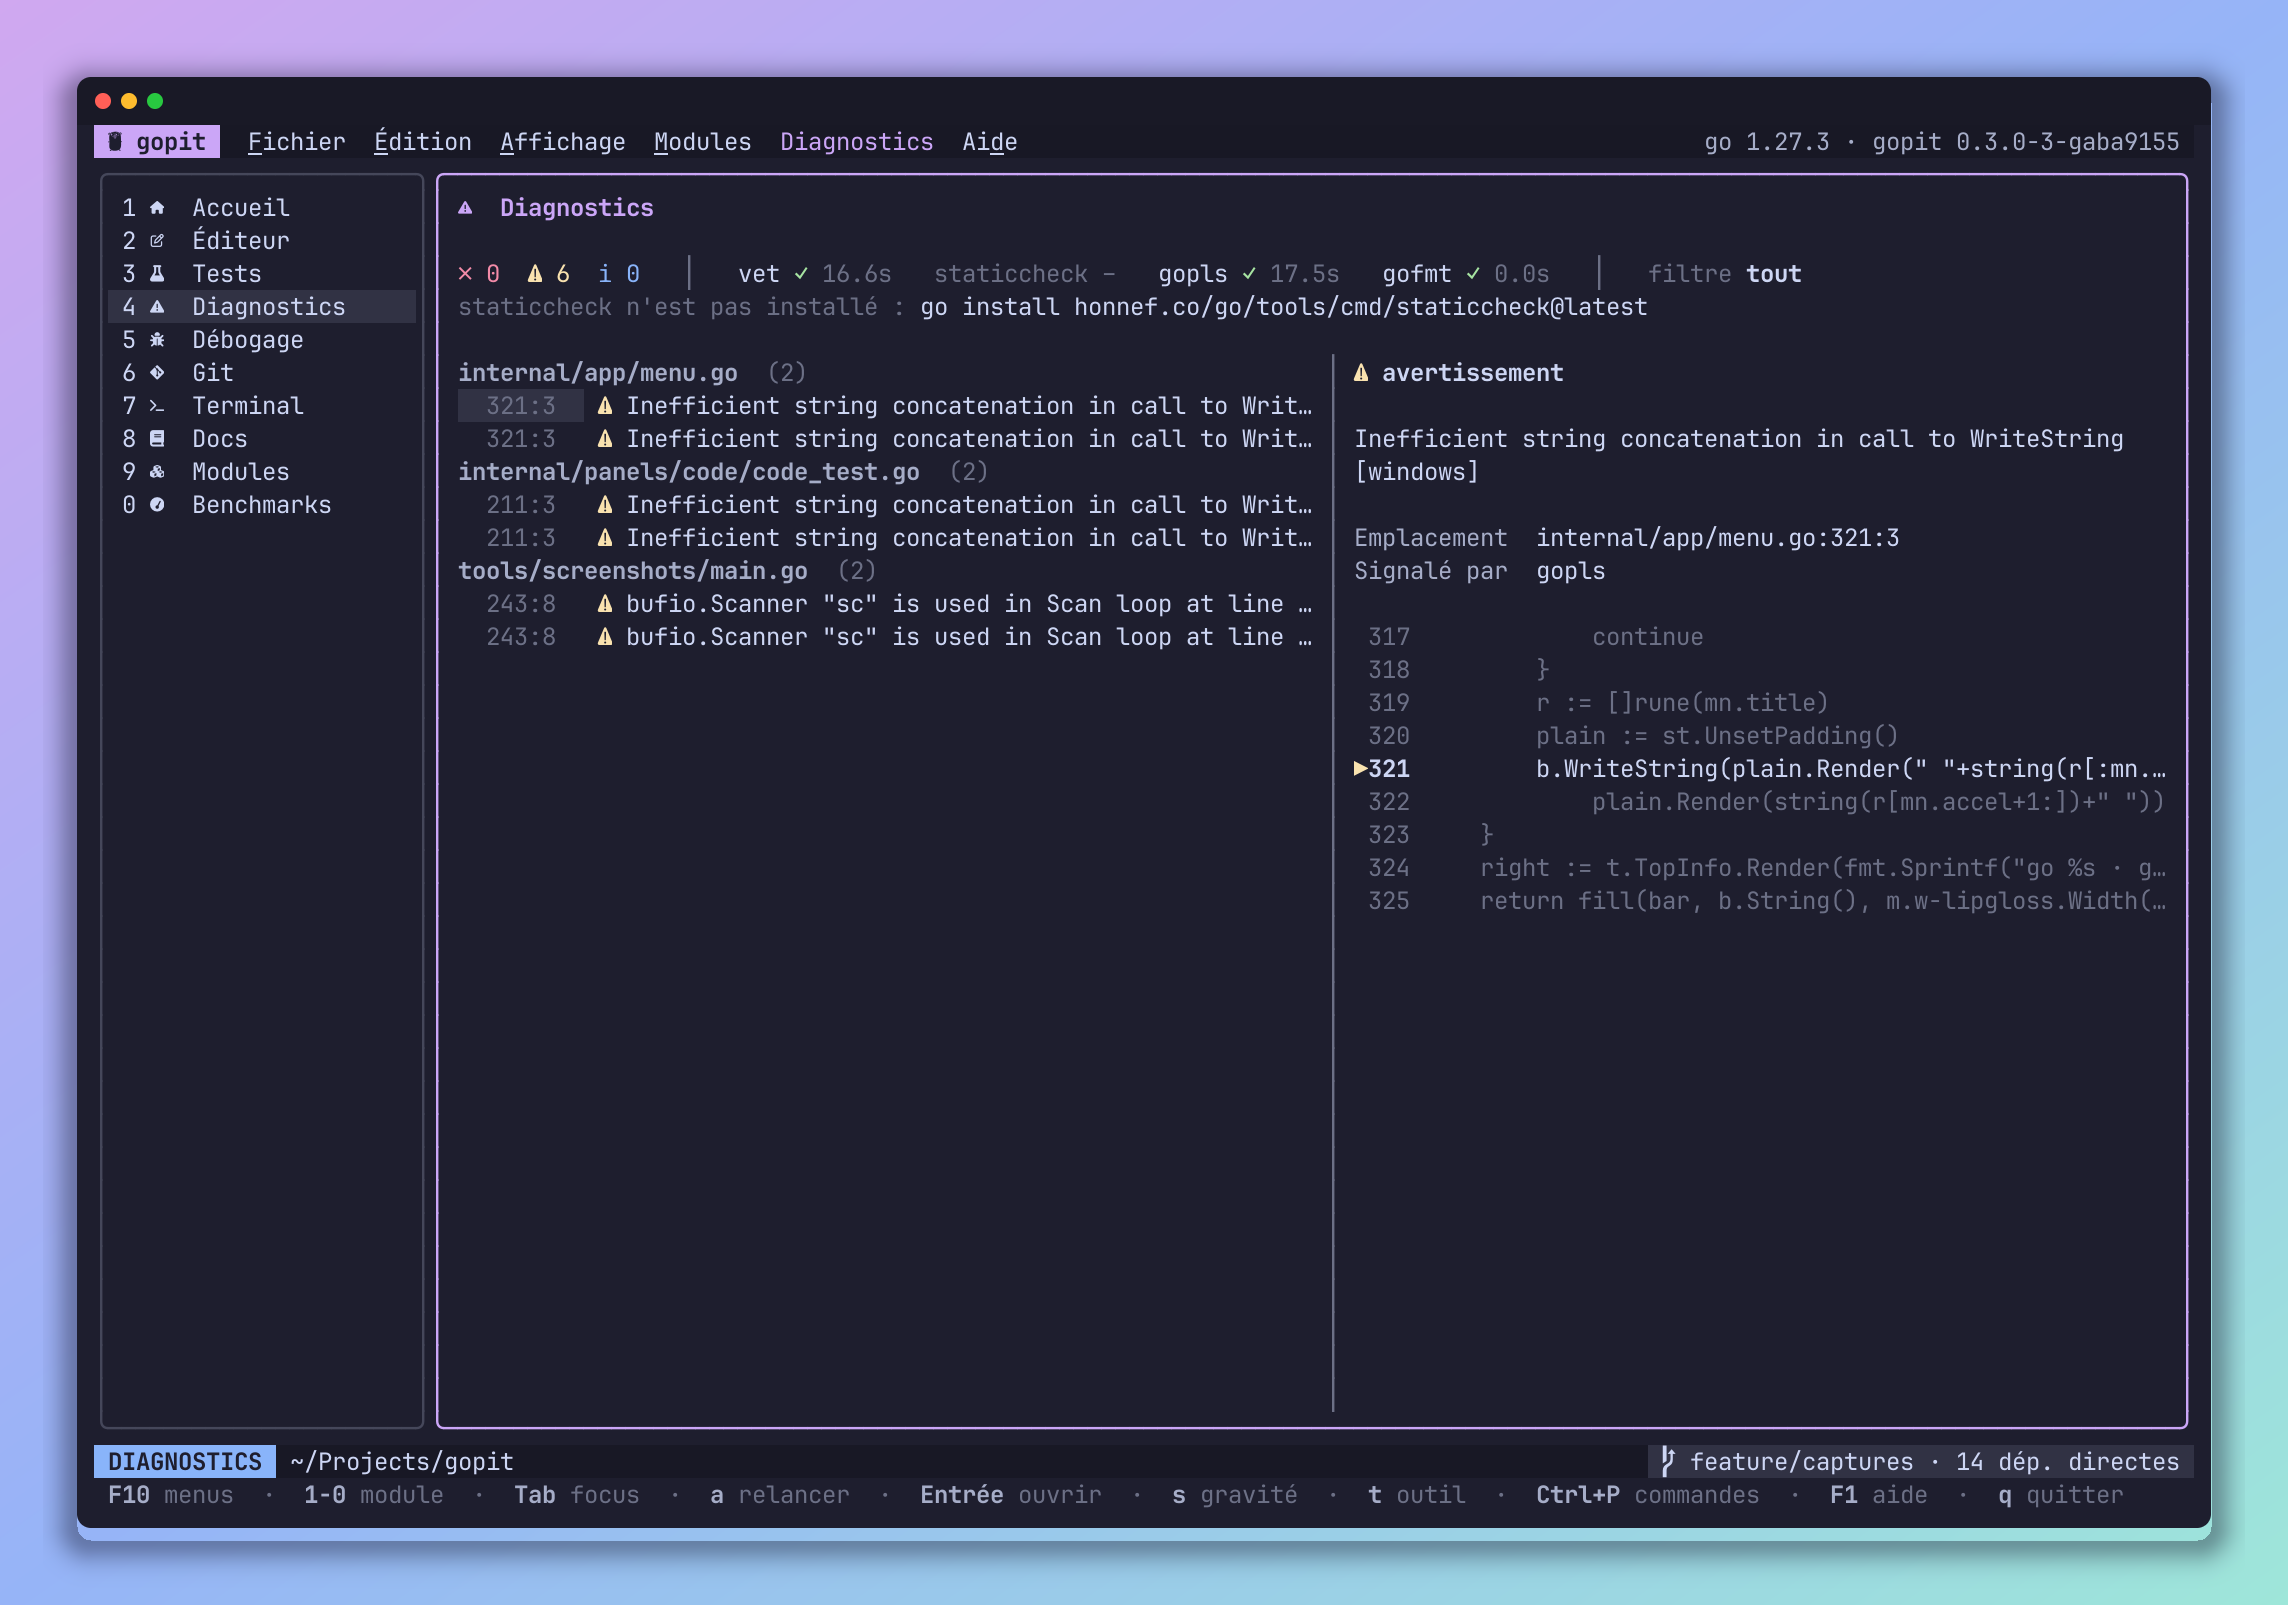 gopit Fichier Édition Affichage Modules Diagnostics Aide go 1.27.3 · gopit 0.3.0-3-gaba9155
1 Accueil
2 Éditeur
3 Tests
4 Diagnostics
5 Débogage
6 Git
7 Terminal
8 Docs
9 Modules
0 Benchmarks
Diagnostics
✕ 0 ⚠ 6 i 0 │ vet ✓ 16.6s staticcheck – gopls ✓ 17.5s gofmt ✓ 0.0s │ filtre tout
staticcheck n'est pas installé : go install honnef.co/go/tools/cmd/staticcheck@latest
internal/app/menu.go (2)
321:3 ⚠ Inefficient string concatenation in call to Writ…
321:3 ⚠ Inefficient string concatenation in call to Writ…
internal/panels/code/code_test.go (2)
211:3 ⚠ Inefficient string concatenation in call to Writ…
211:3 ⚠ Inefficient string concatenation in call to Writ…
tools/screenshots/main.go (2)
243:8 ⚠ bufio.Scanner "sc" is used in Scan loop at line …
243:8 ⚠ bufio.Scanner "sc" is used in Scan loop at line …
⚠ avertissement
Inefficient string concatenation in call to WriteString
[windows]
Emplacement internal/app/menu.go:321:3
Signalé par gopls
317 continue
318 }
319 r := []rune(mn.title)
320 plain := st.UnsetPadding()
▶321 b.WriteString(plain.Render(" "+string(r[:mn.…
322 plain.Render(string(r[mn.accel+1:])+" "))
323 }
324 right := t.TopInfo.Render(fmt.Sprintf("go %s · g…
325 return fill(bar, b.String(), m.w-lipgloss.Width(…
DIAGNOSTICS ~/Projects/gopit feature/captures · 14 dép. directes
F10 menus · 1-0 module · Tab focus · a relancer · Entrée ouvrir · s gravité · t outil · Ctrl+P commandes · F1 aide · q quitter